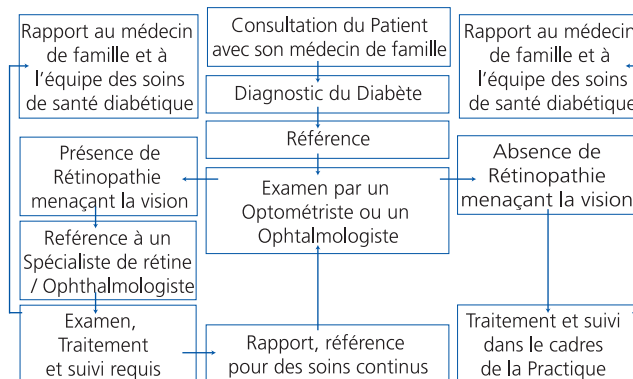 Rapport au médecin
de famille et à
l'équipe des soins
de santé diabétique
Consultation du Patient
avec son médecin de famille
Rapport au médecin
de famille et à
l'équipe des soins
de santé diabétique
Diagnostic du Diabète
Référence
Présence de
Rétinopathie
menaçant la vision
Examen par un
Optométriste ou un
Ophtalmologiste
Absence de
Rétinopathie
menaçant la vision
Reférence à un
Spécialiste de rétine
/ Ophthalmologiste
Examen,
Traitement
et suivi requis
Rapport, référence
pour des soins continus
Traitement et suivi
dans le cadres
de la Practique